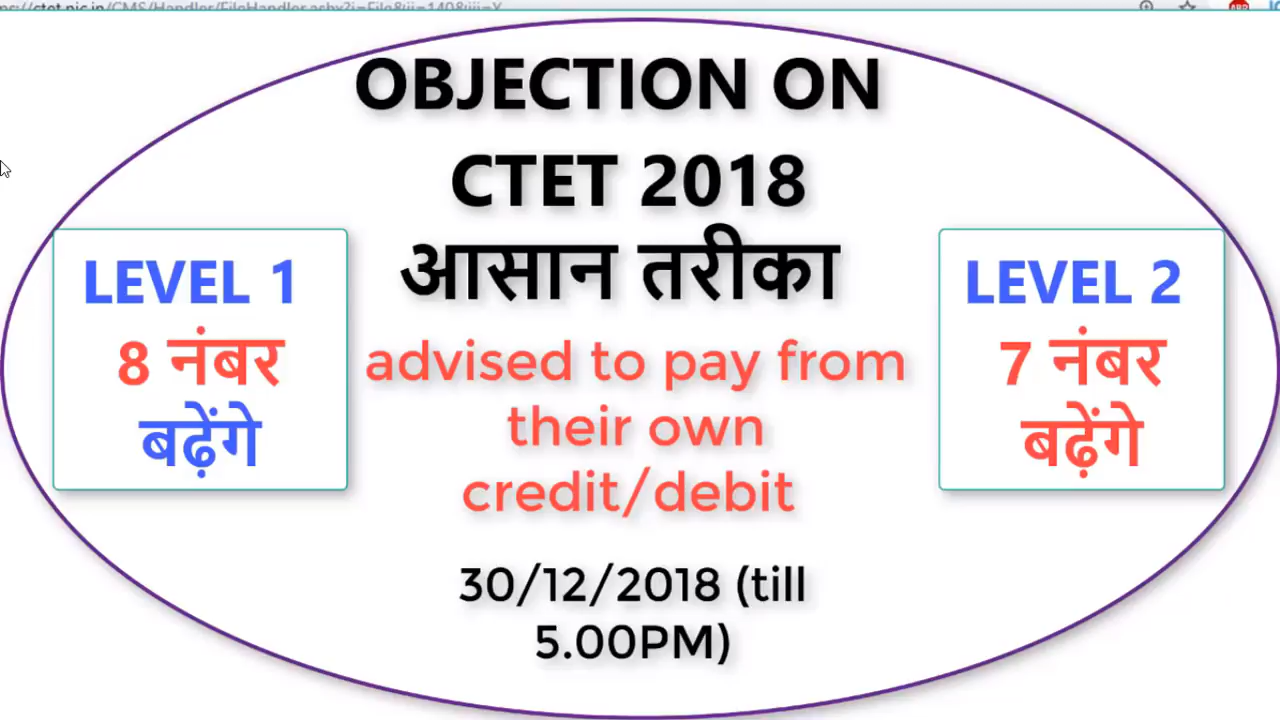 OBJECTION ON
CTET 2018
आसान तरीका
LEVEL 1
8 नंबर
बढ़ेंगे
advised to pay from
their own
credit/debit
LEVEL 2
7 नंबर
बढ़ेंगे
30/12/2018 (till
5.00PM)